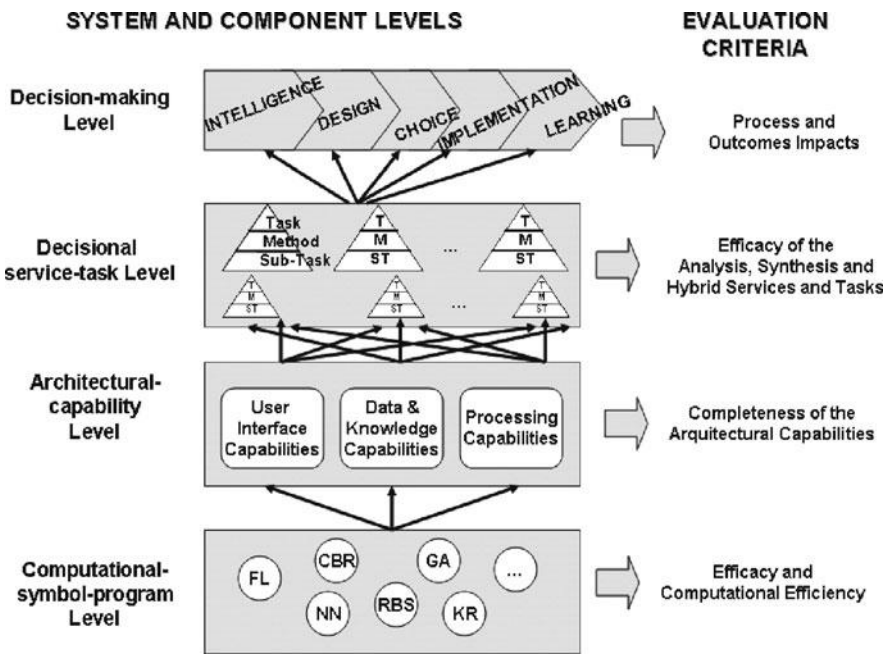 SYSTEM AND COMPONENT LEVELS
EVALUATION
CRITERIA
Decision-making
Level
INTELLIGENCE
DESIGN
CHOICE
IMPLEMENTATION
LEARNING
Process and
Outcomes Impacts
Decisional
service-task Level
Task
Method
Sub-Task
T
M
ST
...
T
M
ST
T
M
ST
T
M
ST
...
T
M
ST
Efficacy of the
Analysis, Synthesis and
Hybrid Services and Tasks
Architectural-
capability
Level
User
Interface
Capabilities
Data &
Knowledge
Capabilities
Processing
Capabilities
Completeness of the
Arquitectural Capabilities
Computational-
symbol-program
Level
FL
CBR
GA
...
NN
RBS
KR
Efficacy and
Computational Efficiency